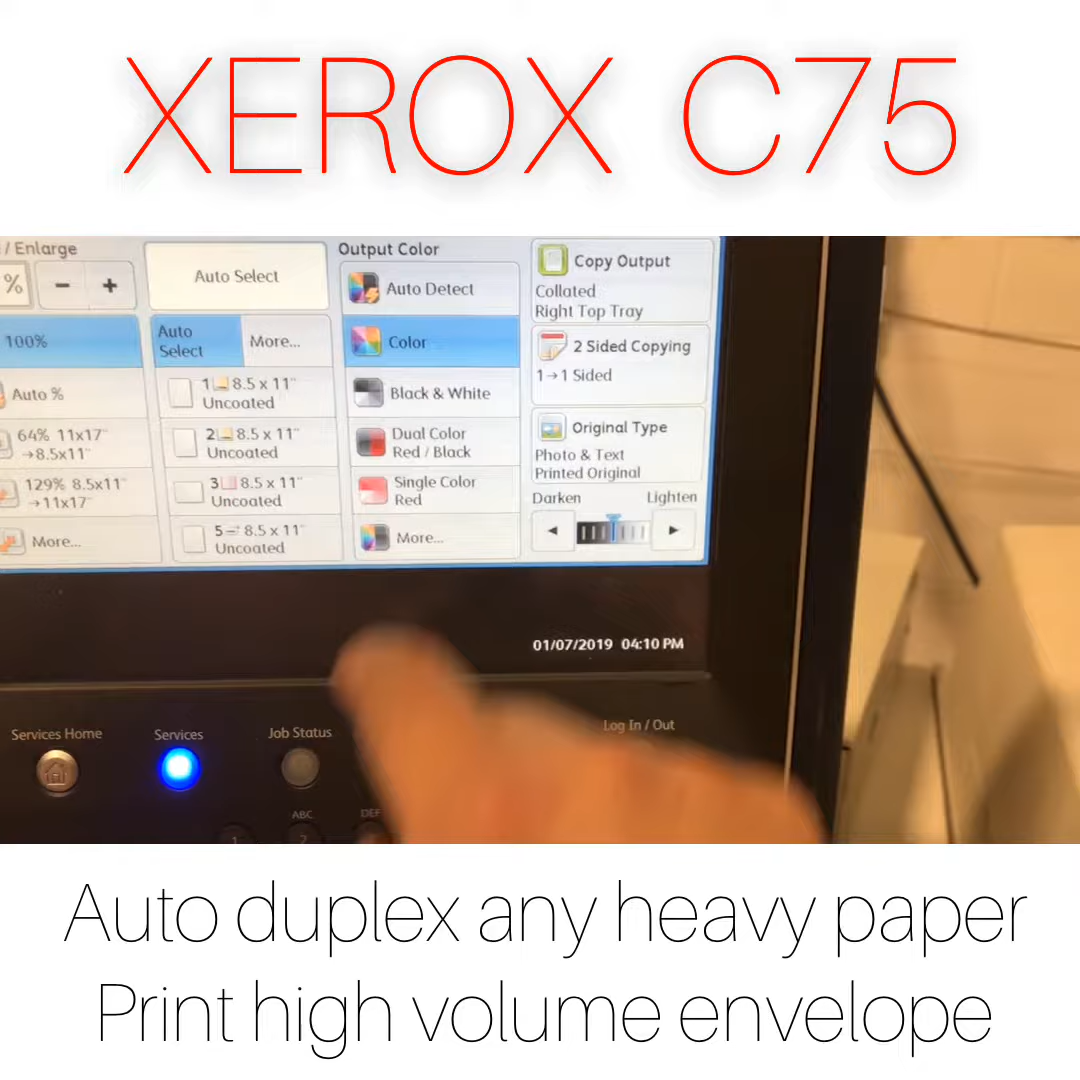 XEROX C75
/ Enlarge
%
-
+
100%
Auto %
64% 11x17"
→8.5x11"
129% 8.5x11"
→11x17"
More...
Auto Select
Auto
Select
More...
1 8.5 x 11"
Uncoated
2 8.5 x 11"
Uncoated
3 8.5 x 11"
Uncoated
5 8.5 x 11"
Uncoated
Output Color
Auto Detect
Color
Black & White
Dual Color
Red / Black
Single Color
Red
More...
Copy Output
Collated
Right Top Tray
2 Sided Copying
1→1 Sided
Original Type
Photo & Text
Printed Original
Darken
Lighten
01/07/2019 04:10 PM
Services Home
Services
Job Status
Log In / Out
ABC
DEF
1
2
Auto duplex any heavy paper
Print high volume envelope